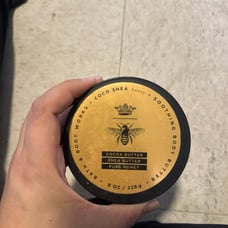 • COCO SHEA honey •
SOOTHING BODY BUTTER •
COCOA BUTTER
SHEA BUTTER
PURE HONEY
8 OZ / 226 g
BATH & BODY WORKS